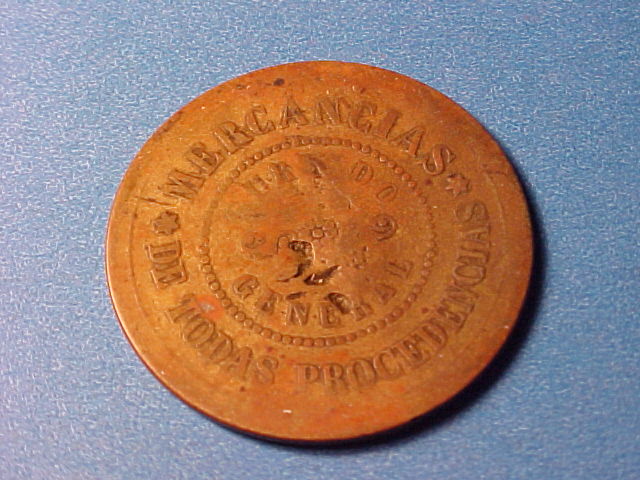 MERCANCIAS
DE TODAS PROCEDENCIAS
GENERAL